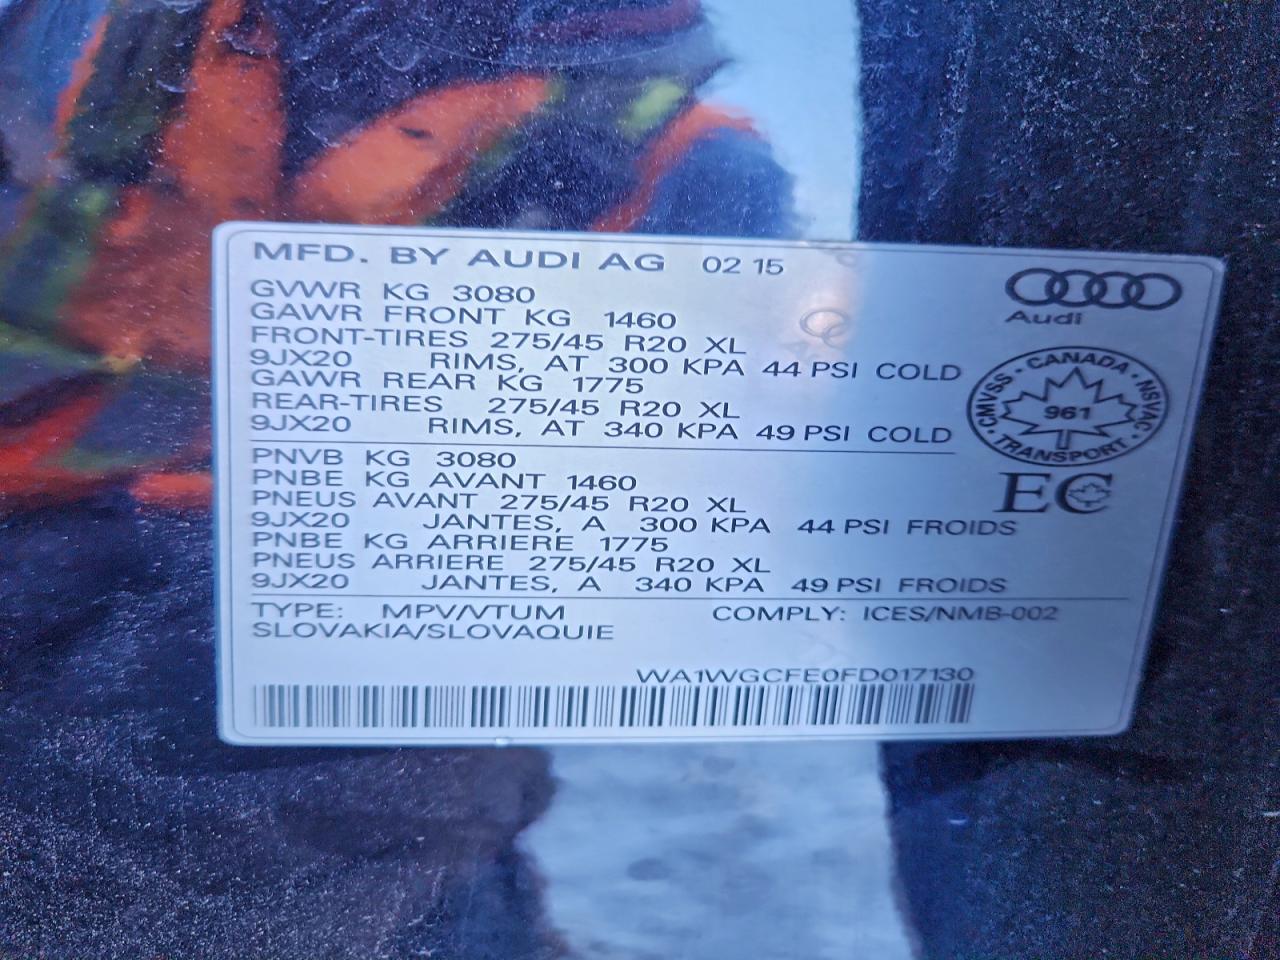 MFD. BY AUDI AG 02 15
GVWR KG 3080
GAWR FRONT KG 1460
FRONT-TIRES 275/45 R20 XL
9JX20 RIMS, AT 300 KPA 44 PSI COLD
GAWR REAR KG 1775
REAR-TIRES 275/45 R20 XL
9JX20 RIMS, AT 340 KPA 49 PSI COLD
Audi
CANADA · NSVAC · TRANSPORT · CMVSS ·
961
EC
PNVB KG 3080
PNBE KG AVANT 1460
PNEUS AVANT 275/45 R20 XL
9JX20 JANTES, A 300 KPA 44 PSI FROIDS
PNBE KG ARRIERE 1775
PNEUS ARRIERE 275/45 R20 XL
9JX20 JANTES, A 340 KPA 49 PSI FROIDS
TYPE: MPV/VTUM COMPLY: ICES/NMB-002
SLOVAKIA/SLOVAQUIE
WA1WGCFE0FD017130